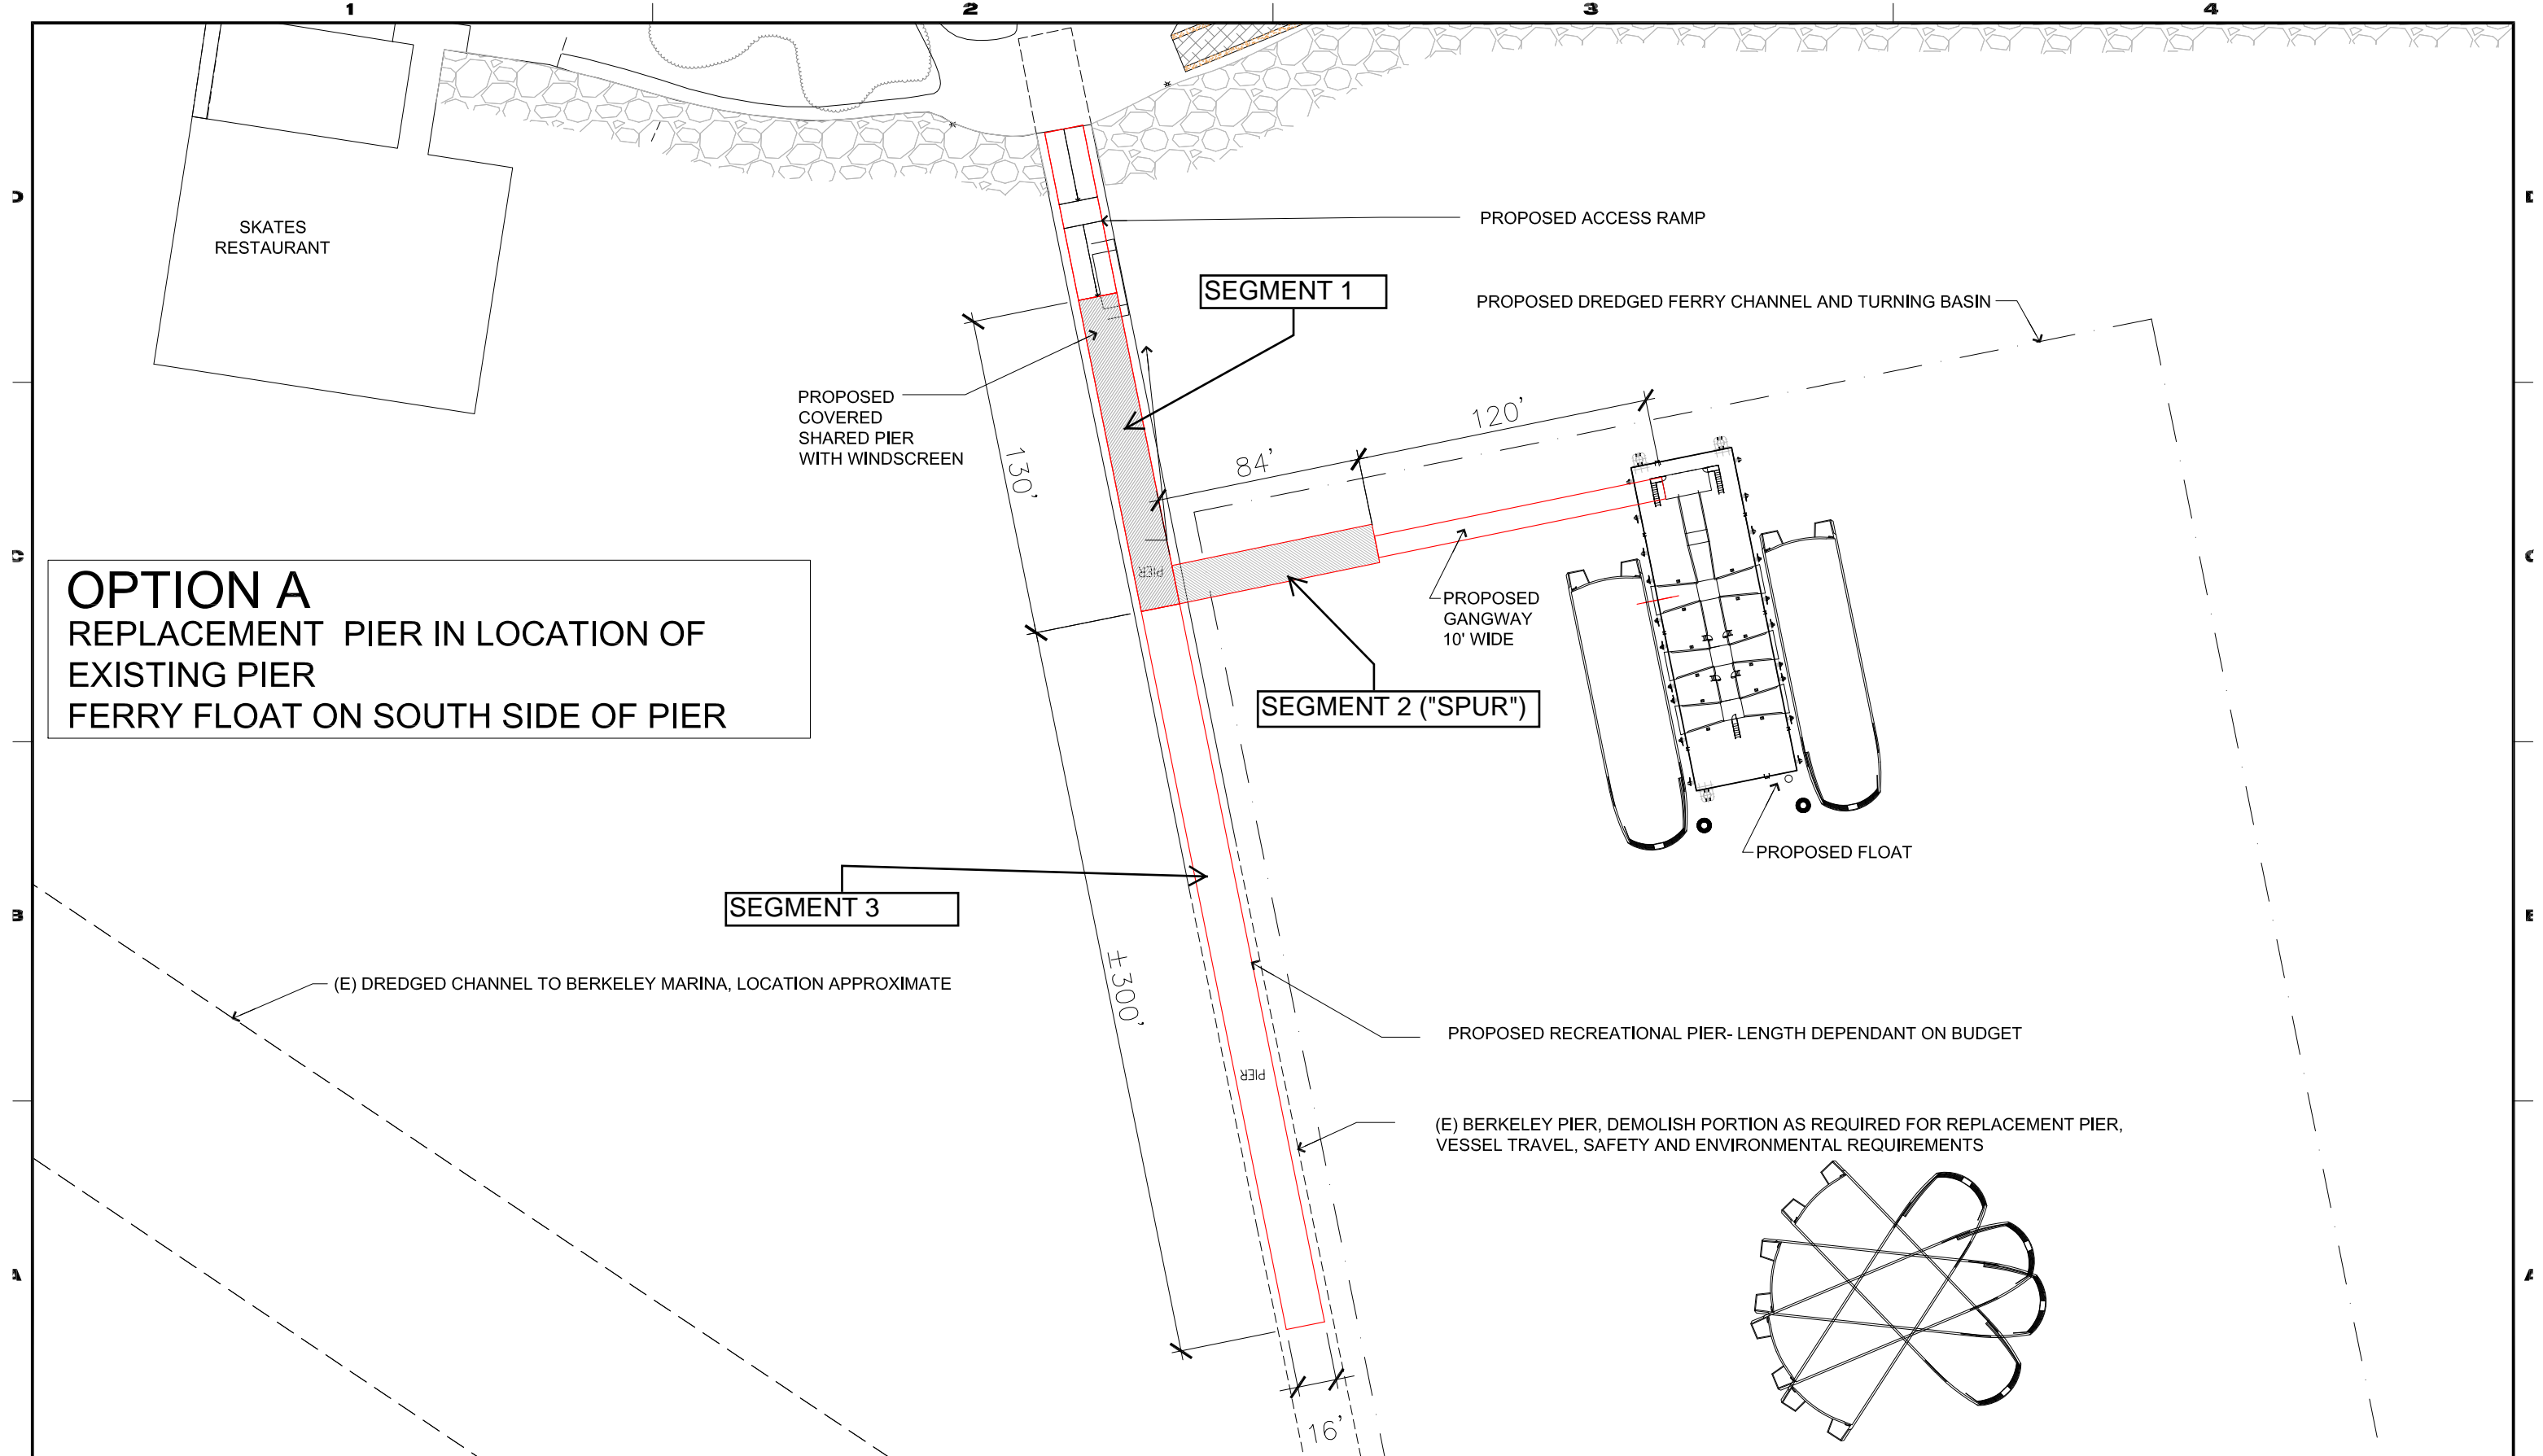 1
2
3
4
D
SKATES
RESTAURANT
PROPOSED ACCESS RAMP
SEGMENT 1
PROPOSED DREDGED FERRY CHANNEL AND TURNING BASIN
PROPOSED
COVERED
SHARED PIER
WITH WINDSCREEN
120'
84'
130'
C
C
PIER
OPTION A
REPLACEMENT PIER IN LOCATION OF
EXISTING PIER
FERRY FLOAT ON SOUTH SIDE OF PIER
PROPOSED
GANGWAY
10' WIDE
SEGMENT 2 ("SPUR")
PROPOSED FLOAT
SEGMENT 3
B
(E) DREDGED CHANNEL TO BERKELEY MARINA, LOCATION APPROXIMATE
±300'
PROPOSED RECREATIONAL PIER- LENGTH DEPENDANT ON BUDGET
PIER
(E) BERKELEY PIER, DEMOLISH PORTION AS REQUIRED FOR REPLACEMENT PIER,
VESSEL TRAVEL, SAFETY AND ENVIRONMENTAL REQUIREMENTS
A
A
16'